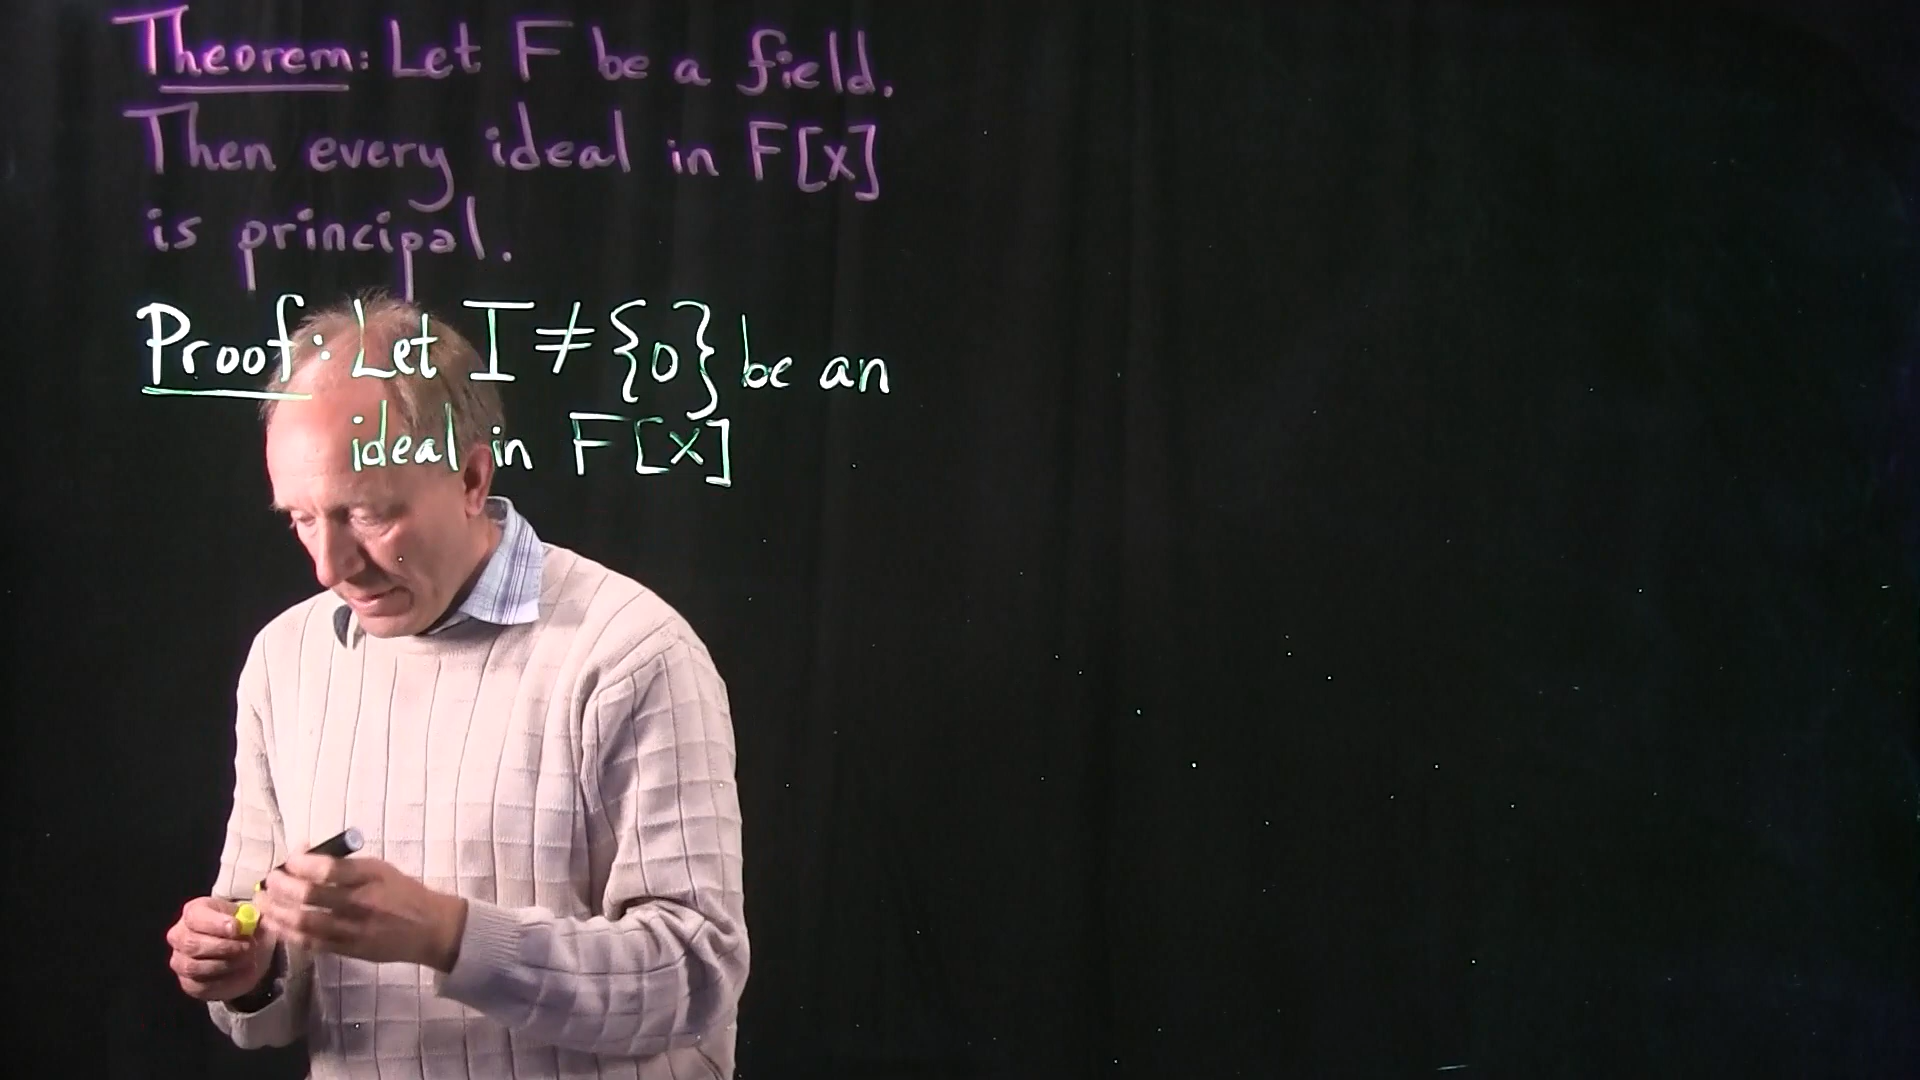 Theorem: Let F be a field.
Then every ideal in F[x]
is principal.
Proof: Let I ≠ {0} be an
ideal in F[x]